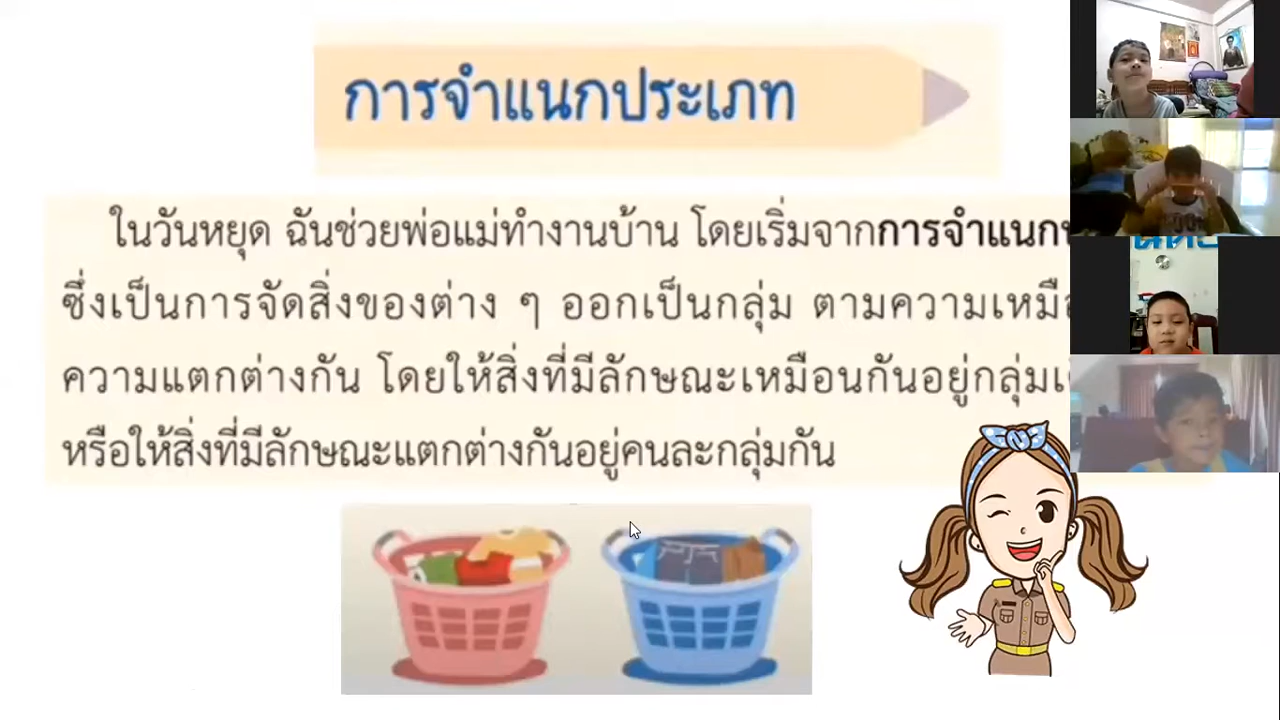 การจำแนกประเภท
ในวันหยุด ฉันช่วยพ่อแม่ทำงานบ้าน โดยเริ่มจากการจำแนก
ซึ่งเป็นการจัดสิ่งของต่าง ๆ ออกเป็นกลุ่ม ตามความเหมือ
ความแตกต่างกัน โดยให้สิ่งที่มีลักษณะเหมือนกันอยู่กลุ่ม
หรือให้สิ่งที่มีลักษณะแตกต่างกันอยู่คนละกลุ่มกัน